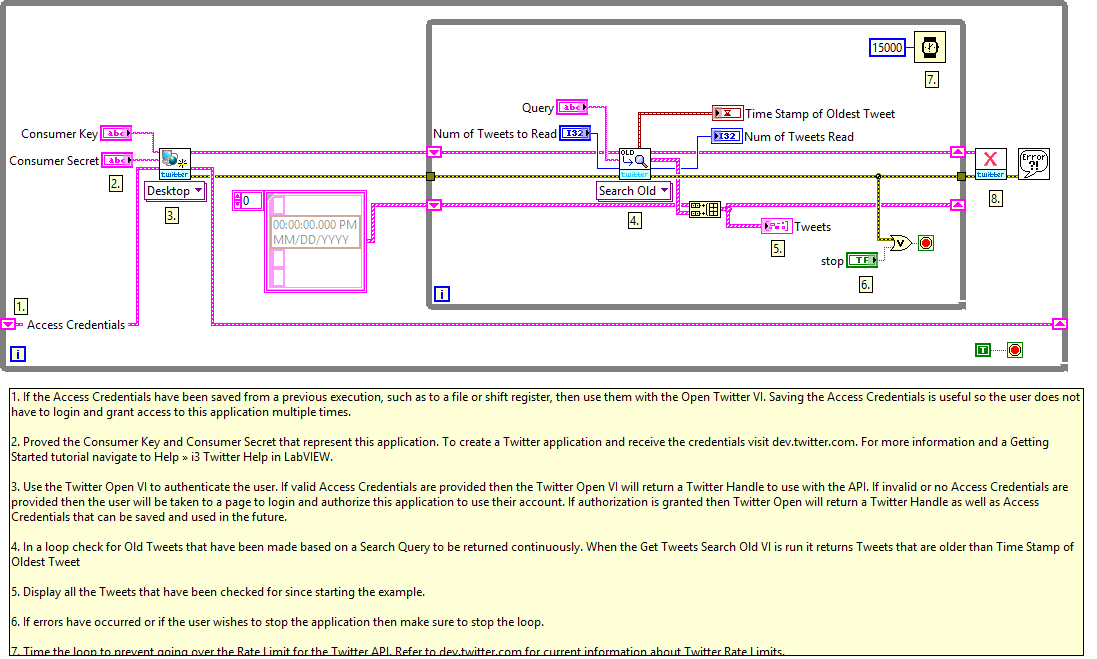 15000
7.
Query
abc
Time Stamp of Oldest Tweet
Consumer Key
abc
Num of Tweets to Read
I32
I32
Num of Tweets Read
OLD
Consumer Secret
abc
twitter
twitter
twitter
Error
?!
2.
Desktop
Search Old
8.
3.
0
4.
00:00:00.000 PM
MM/DD/YYYY
Tweets
5.
V
stop
TF
6.
i
1.
Access Credentials
i
T
1. If the Access Credentials have been saved from a previous execution, such as to a file or shift register, then use them with the Open Twitter VI. Saving the Access Credentials is useful so the user does not
have to login and grant access to this application multiple times.
2. Proved the Consumer Key and Consumer Secret that represent this application. To create a Twitter application and receive the credentials visit dev.twitter.com. For more information and a Getting
Started tutorial navigate to Help » i3 Twitter Help in LabVIEW.
3. Use the Twitter Open VI to authenticate the user. If valid Access Credentials are provided then the Twitter Open VI will return a Twitter Handle to use with the API. If invalid or no Access Credentials are
provided then the user will be taken to a page to login and authorize this application to use their account. If authorization is granted then Twitter Open will return a Twitter Handle as well as Access
Credentials that can be saved and used in the future.
4. In a loop check for Old Tweets that have been made based on a Search Query to be returned continuously. When the Get Tweets Search Old VI is run it returns Tweets that are older than Time Stamp of
Oldest Tweet
5. Display all the Tweets that have been checked for since starting the example.
6. If errors have occurred or if the user wishes to stop the application then make sure to stop the loop.
7. Time the loop to prevent going over the Rate Limit for the Twitter API. Refer to dev.twitter.com for current information about Twitter Rate Limits.